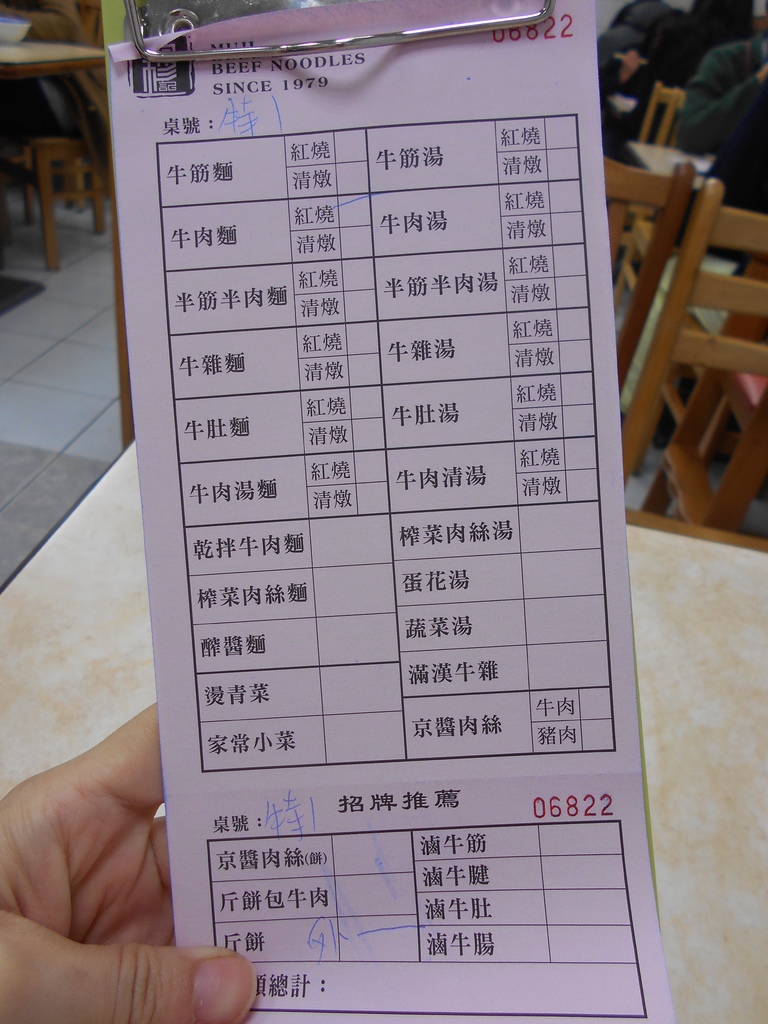 06822
穆記
MUH
BEEF NOODLES
SINCE 1979
桌號：特1
牛筋麵 紅燒 清燉 牛筋湯 紅燒 清燉
牛肉麵 紅燒 清燉 牛肉湯 紅燒 清燉
半筋半肉麵 紅燒 清燉 半筋半肉湯 紅燒 清燉
牛雜麵 紅燒 清燉 牛雜湯 紅燒 清燉
牛肚麵 紅燒 清燉 牛肚湯 紅燒 清燉
牛肉湯麵 紅燒 清燉 牛肉清湯 紅燒 清燉
乾拌牛肉麵 榨菜肉絲湯
榨菜肉絲麵 蛋花湯
醡醬麵 蔬菜湯
燙青菜 滿漢牛雜
家常小菜 京醬肉絲 牛肉 豬肉
招牌推薦
桌號：特1 06822
京醬肉絲(餅) 滷牛筋
斤餅包牛肉 滷牛腱
斤餅 外 滷牛肚
滷牛腸
額總計：